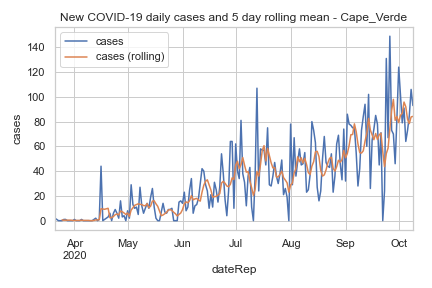 New COVID-19 daily cases and 5 day rolling mean - Cape_Verde
cases
cases (rolling)
140
120
100
80
60
40
20
0
cases
Apr
2020
May
Jun
Jul
Aug
Sep
Oct
dateRep